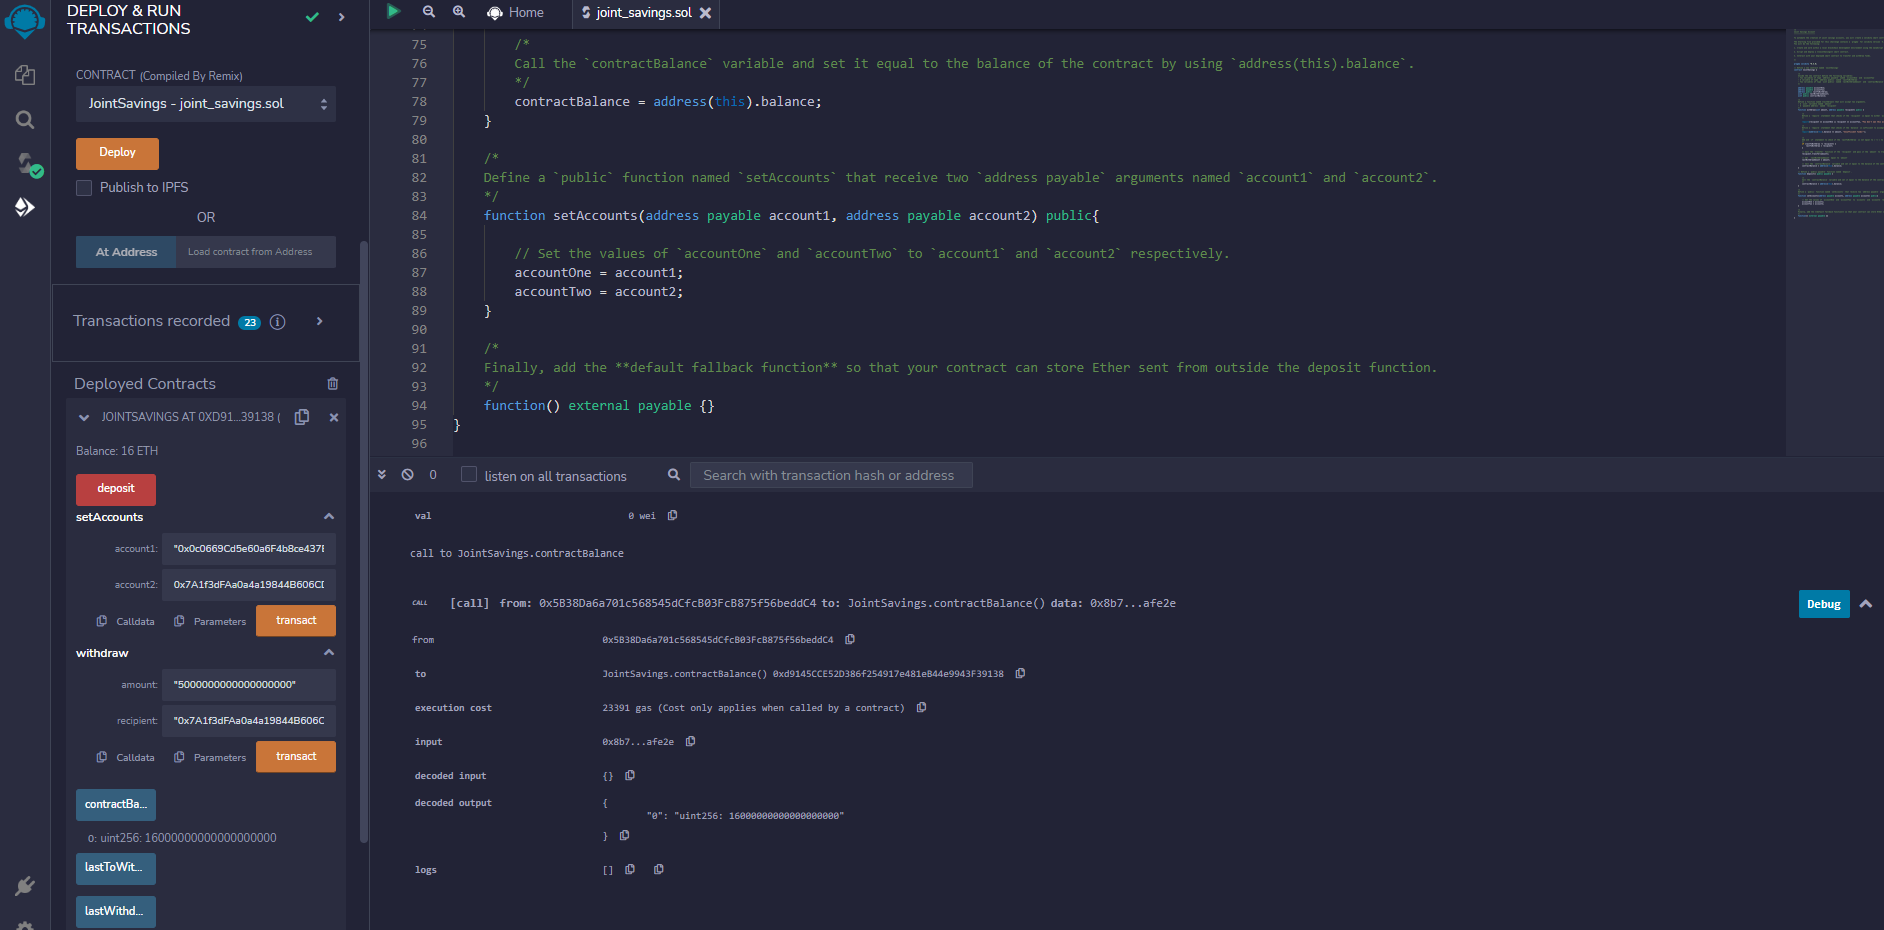 DEPLOY & RUN
TRANSACTIONS
CONTRACT (Compiled By Remix)
JointSavings - joint_savings.sol
Deploy
Publish to IPFS
OR
At Address
Load contract from Address
Transactions recorded 23
Deployed Contracts
JOINTSAVINGS AT 0XD91...39138 (
Balance: 16 ETH
deposit
setAccounts
account1: "0x0c0669Cd5e60a6F4b8ce437E
account2: 0x7A1f3dFAa0a4a19844B606CD
Calldata Parameters transact
withdraw
amount: "5000000000000000000"
recipient: "0x7A1f3dFAa0a4a19844B606C
Calldata Parameters transact
contractBa...
0: uint256: 16000000000000000000
lastToWit...
lastWithd...
Home
joint_savings.sol
75 /*
76 Call the `contractBalance` variable and set it equal to the balance of the contract by using `address(this).balance`.
77 */
78 contractBalance = address(this).balance;
79 }
80
81 /*
82 Define a `public` function named `setAccounts` that receive two `address payable` arguments named `account1` and `account2`.
83 */
84 function setAccounts(address payable account1, address payable account2) public{
85
86 // Set the values of `accountOne` and `accountTwo` to `account1` and `account2` respectively.
87 accountOne = account1;
88 accountTwo = account2;
89 }
90
91 /*
92 Finally, add the **default fallback function** so that your contract can store Ether sent from outside the deposit function.
93 */
94 function() external payable {}
95 }
96
0 listen on all transactions Search with transaction hash or address
val 0 wei
call to JointSavings.contractBalance
CALL [call] from: 0x5B38Da6a701c568545dCfcB03FcB875f56beddC4 to: JointSavings.contractBalance() data: 0x8b7...afe2e Debug
from 0x5B38Da6a701c568545dCfcB03FcB875f56beddC4
to JointSavings.contractBalance() 0xd9145CCE52D386f254917e481eB44e9943F39138
execution cost 23391 gas (Cost only applies when called by a contract)
input 0x8b7...afe2e
decoded input {}
decoded output {
"0": "uint256: 16000000000000000000"
}
logs []